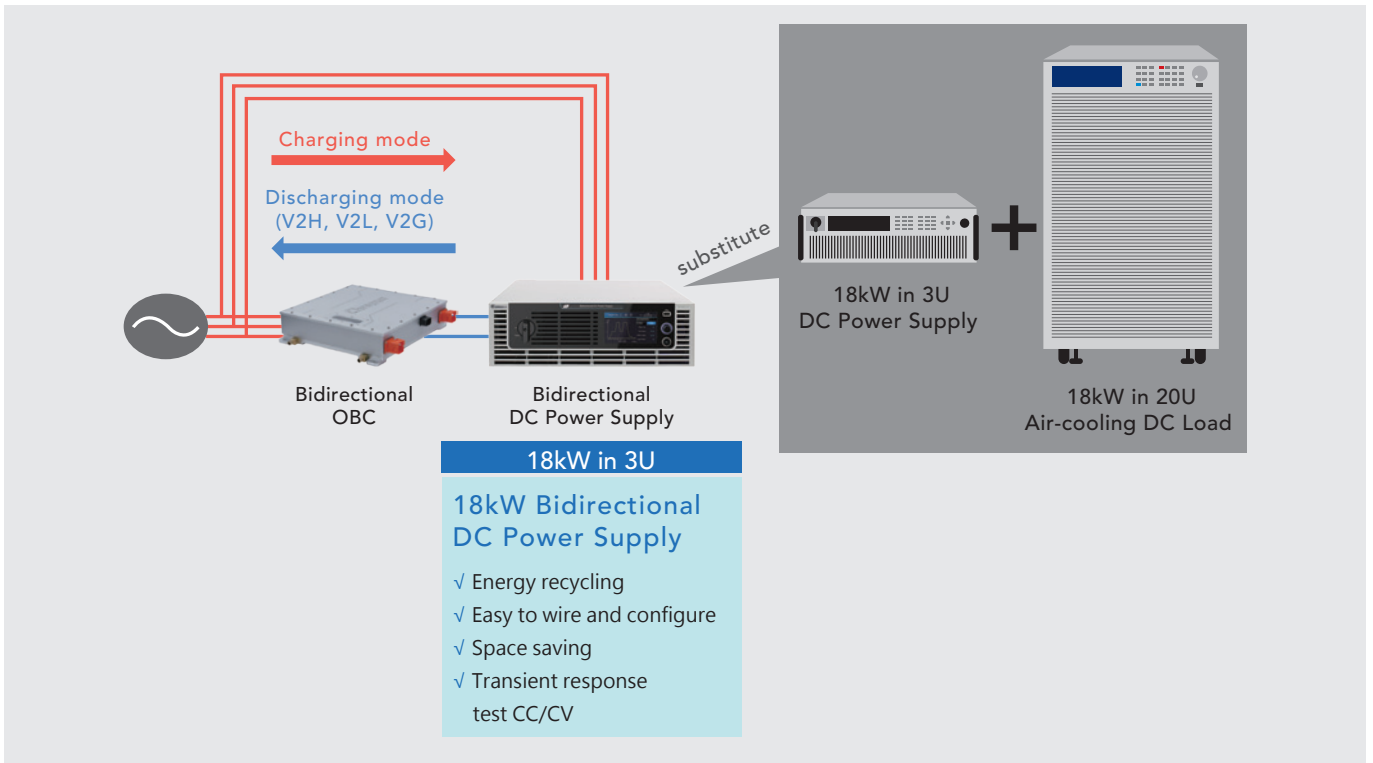 Charging mode
Discharging mode
(V2H, V2L, V2G)
substitute
18kW in 3U
DC Power Supply
18kW in 20U
Air-cooling DC Load
Bidirectional
OBC
Bidirectional
DC Power Supply
18kW in 3U
18kW Bidirectional
DC Power Supply
√ Energy recycling
√ Easy to wire and configure
√ Space saving
√ Transient response
test CC/CV